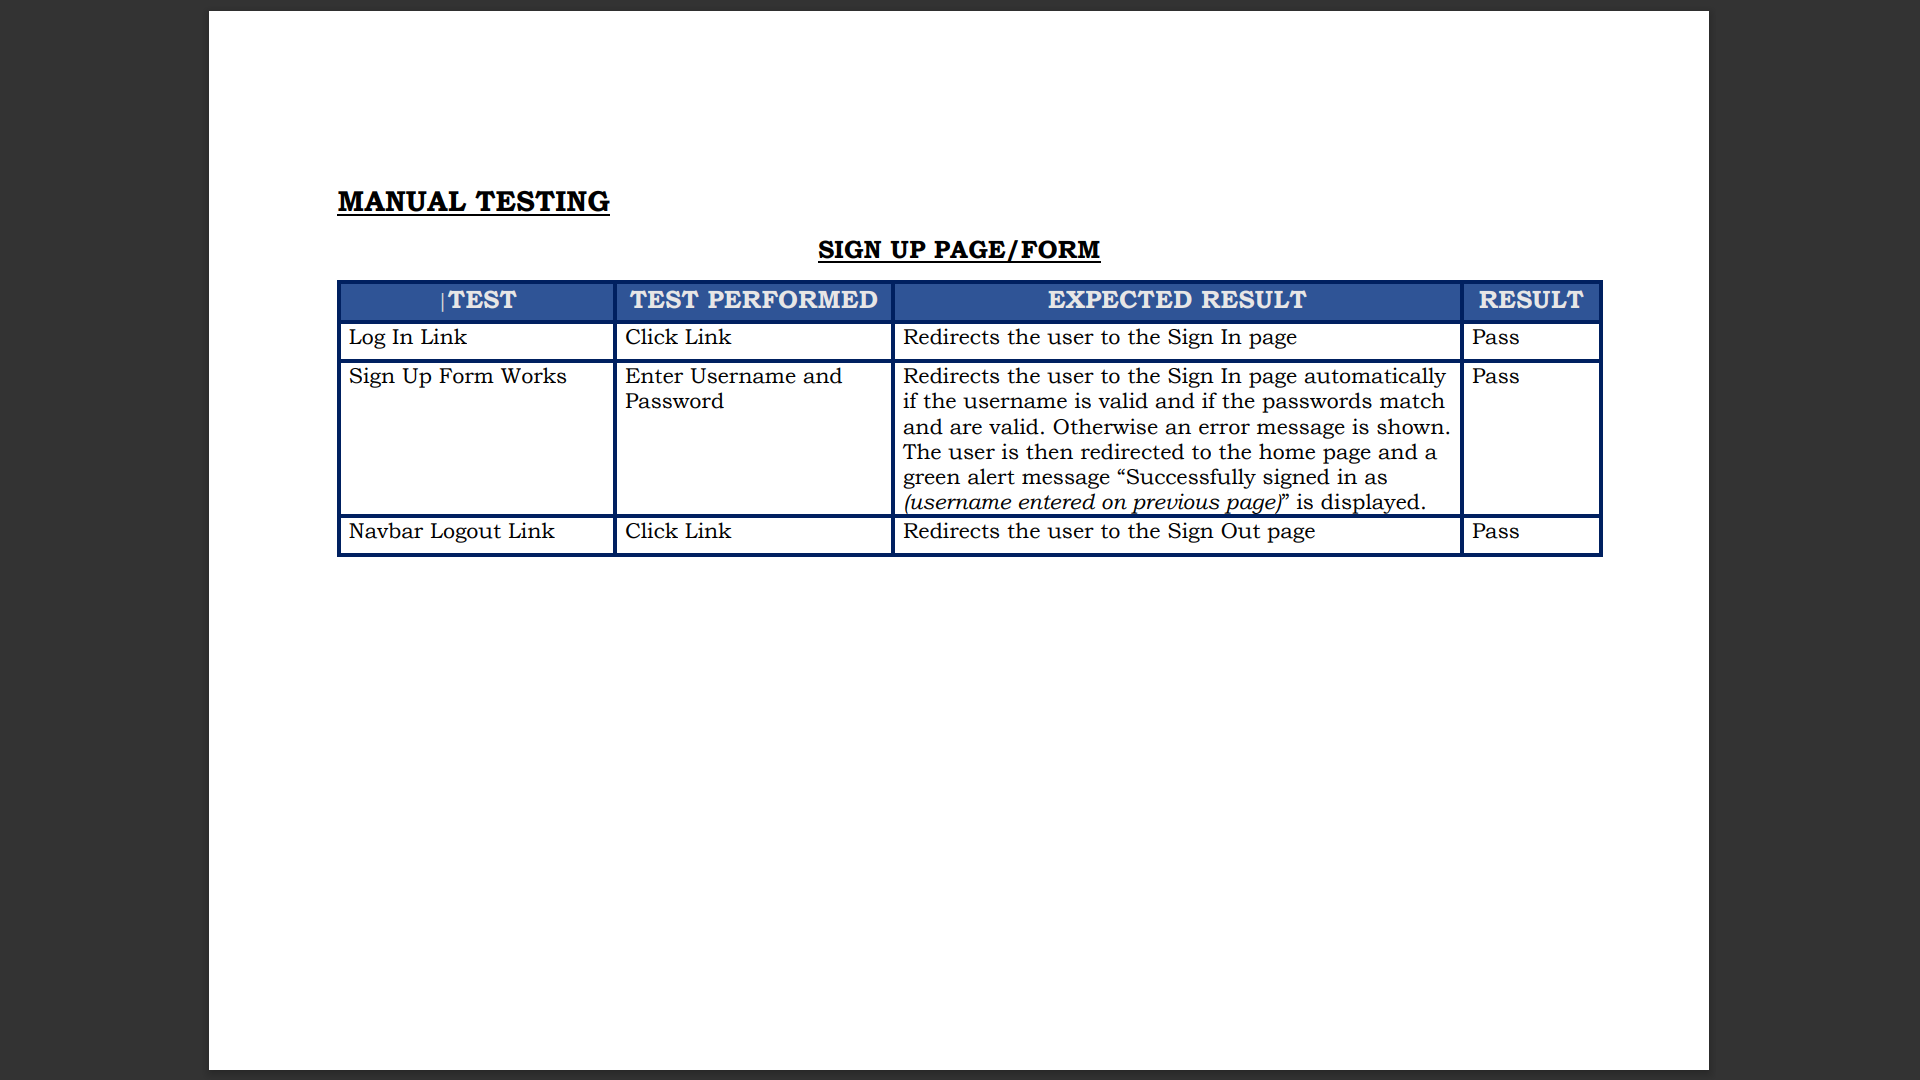 MANUAL TESTING
SIGN UP PAGE/FORM
TEST TEST PERFORMED EXPECTED RESULT RESULT
Log In Link Click Link Redirects the user to the Sign In page Pass
Sign Up Form Works Enter Username and Redirects the user to the Sign In page automatically Pass
Password if the username is valid and if the passwords match
and are valid. Otherwise an error message is shown.
The user is then redirected to the home page and a
green alert message “Successfully signed in as
(username entered on previous page)” is displayed.
Navbar Logout Link Click Link Redirects the user to the Sign Out page Pass